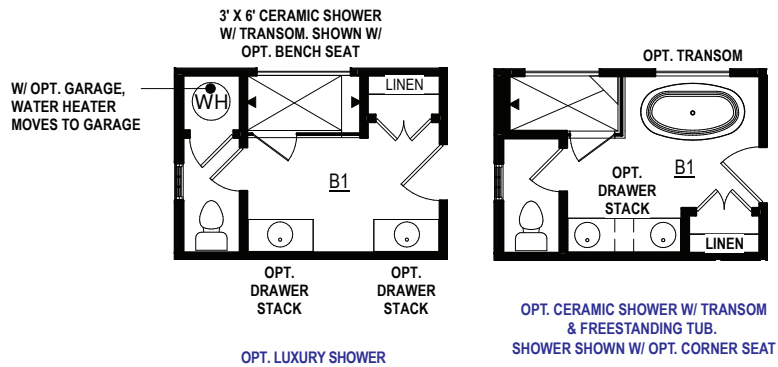 3' X 6' CERAMIC SHOWER
W/ TRANSOM. SHOWN W/
OPT. BENCH SEAT
W/ OPT. GARAGE,
WATER HEATER
MOVES TO GARAGE
WH
LINEN
B1
OPT.
DRAWER
STACK
OPT.
DRAWER
STACK
OPT. LUXURY SHOWER
OPT. TRANSOM
B1
OPT.
DRAWER
STACK
LINEN
OPT. CERAMIC SHOWER W/ TRANSOM
& FREESTANDING TUB.
SHOWER SHOWN W/ OPT. CORNER SEAT